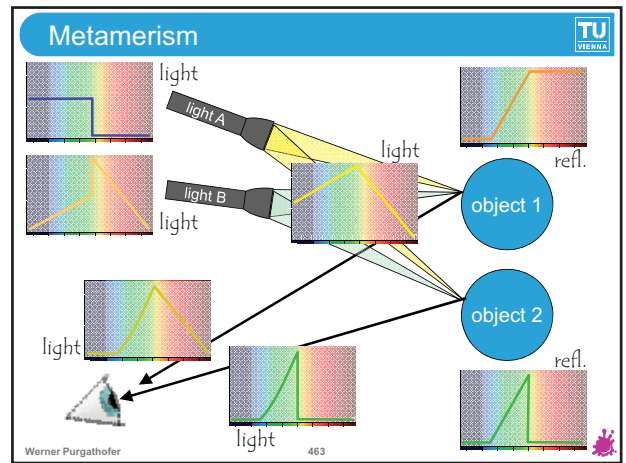 Metamerism
TU
VIENNA
light
light A
light
refl.
light B
light
object 1
object 2
light
refl.
light
Werner Purgathofer
463